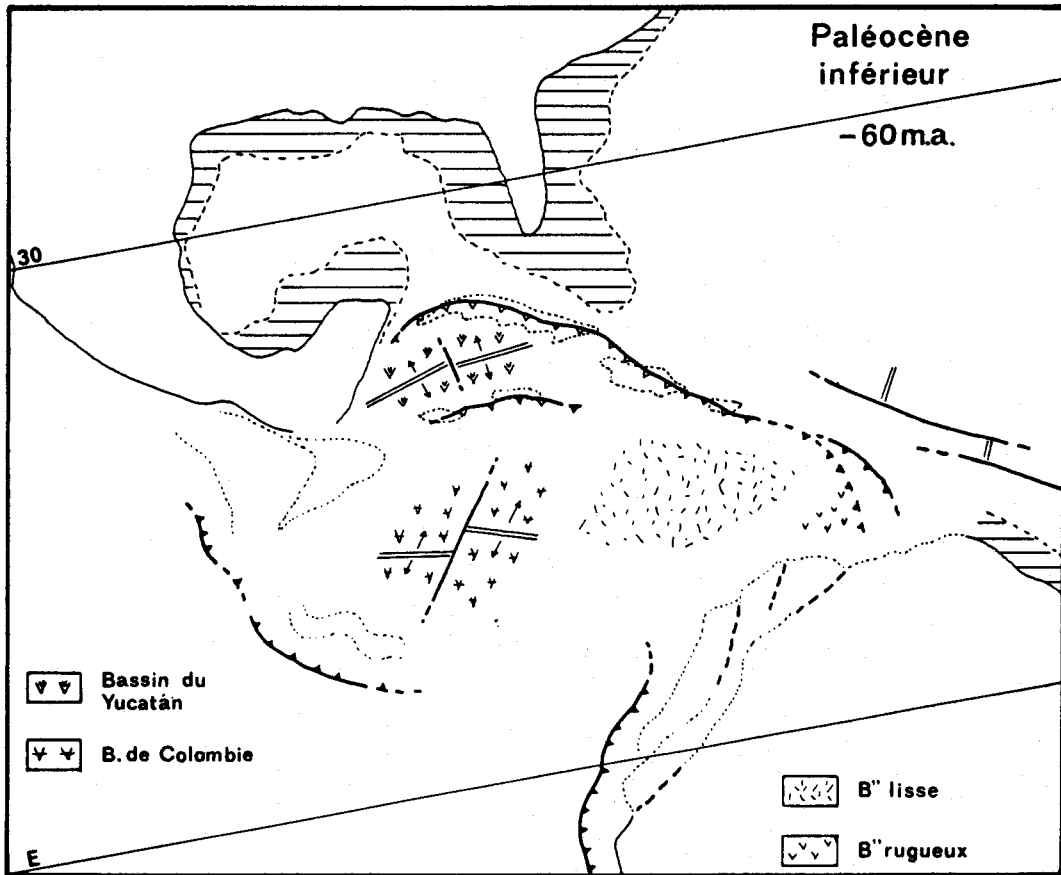 Paléocène
inférieur
-60 m.a.
30
Bassin du
Yucatán
B. de Colombie
B" lisse
B" rugueux
E